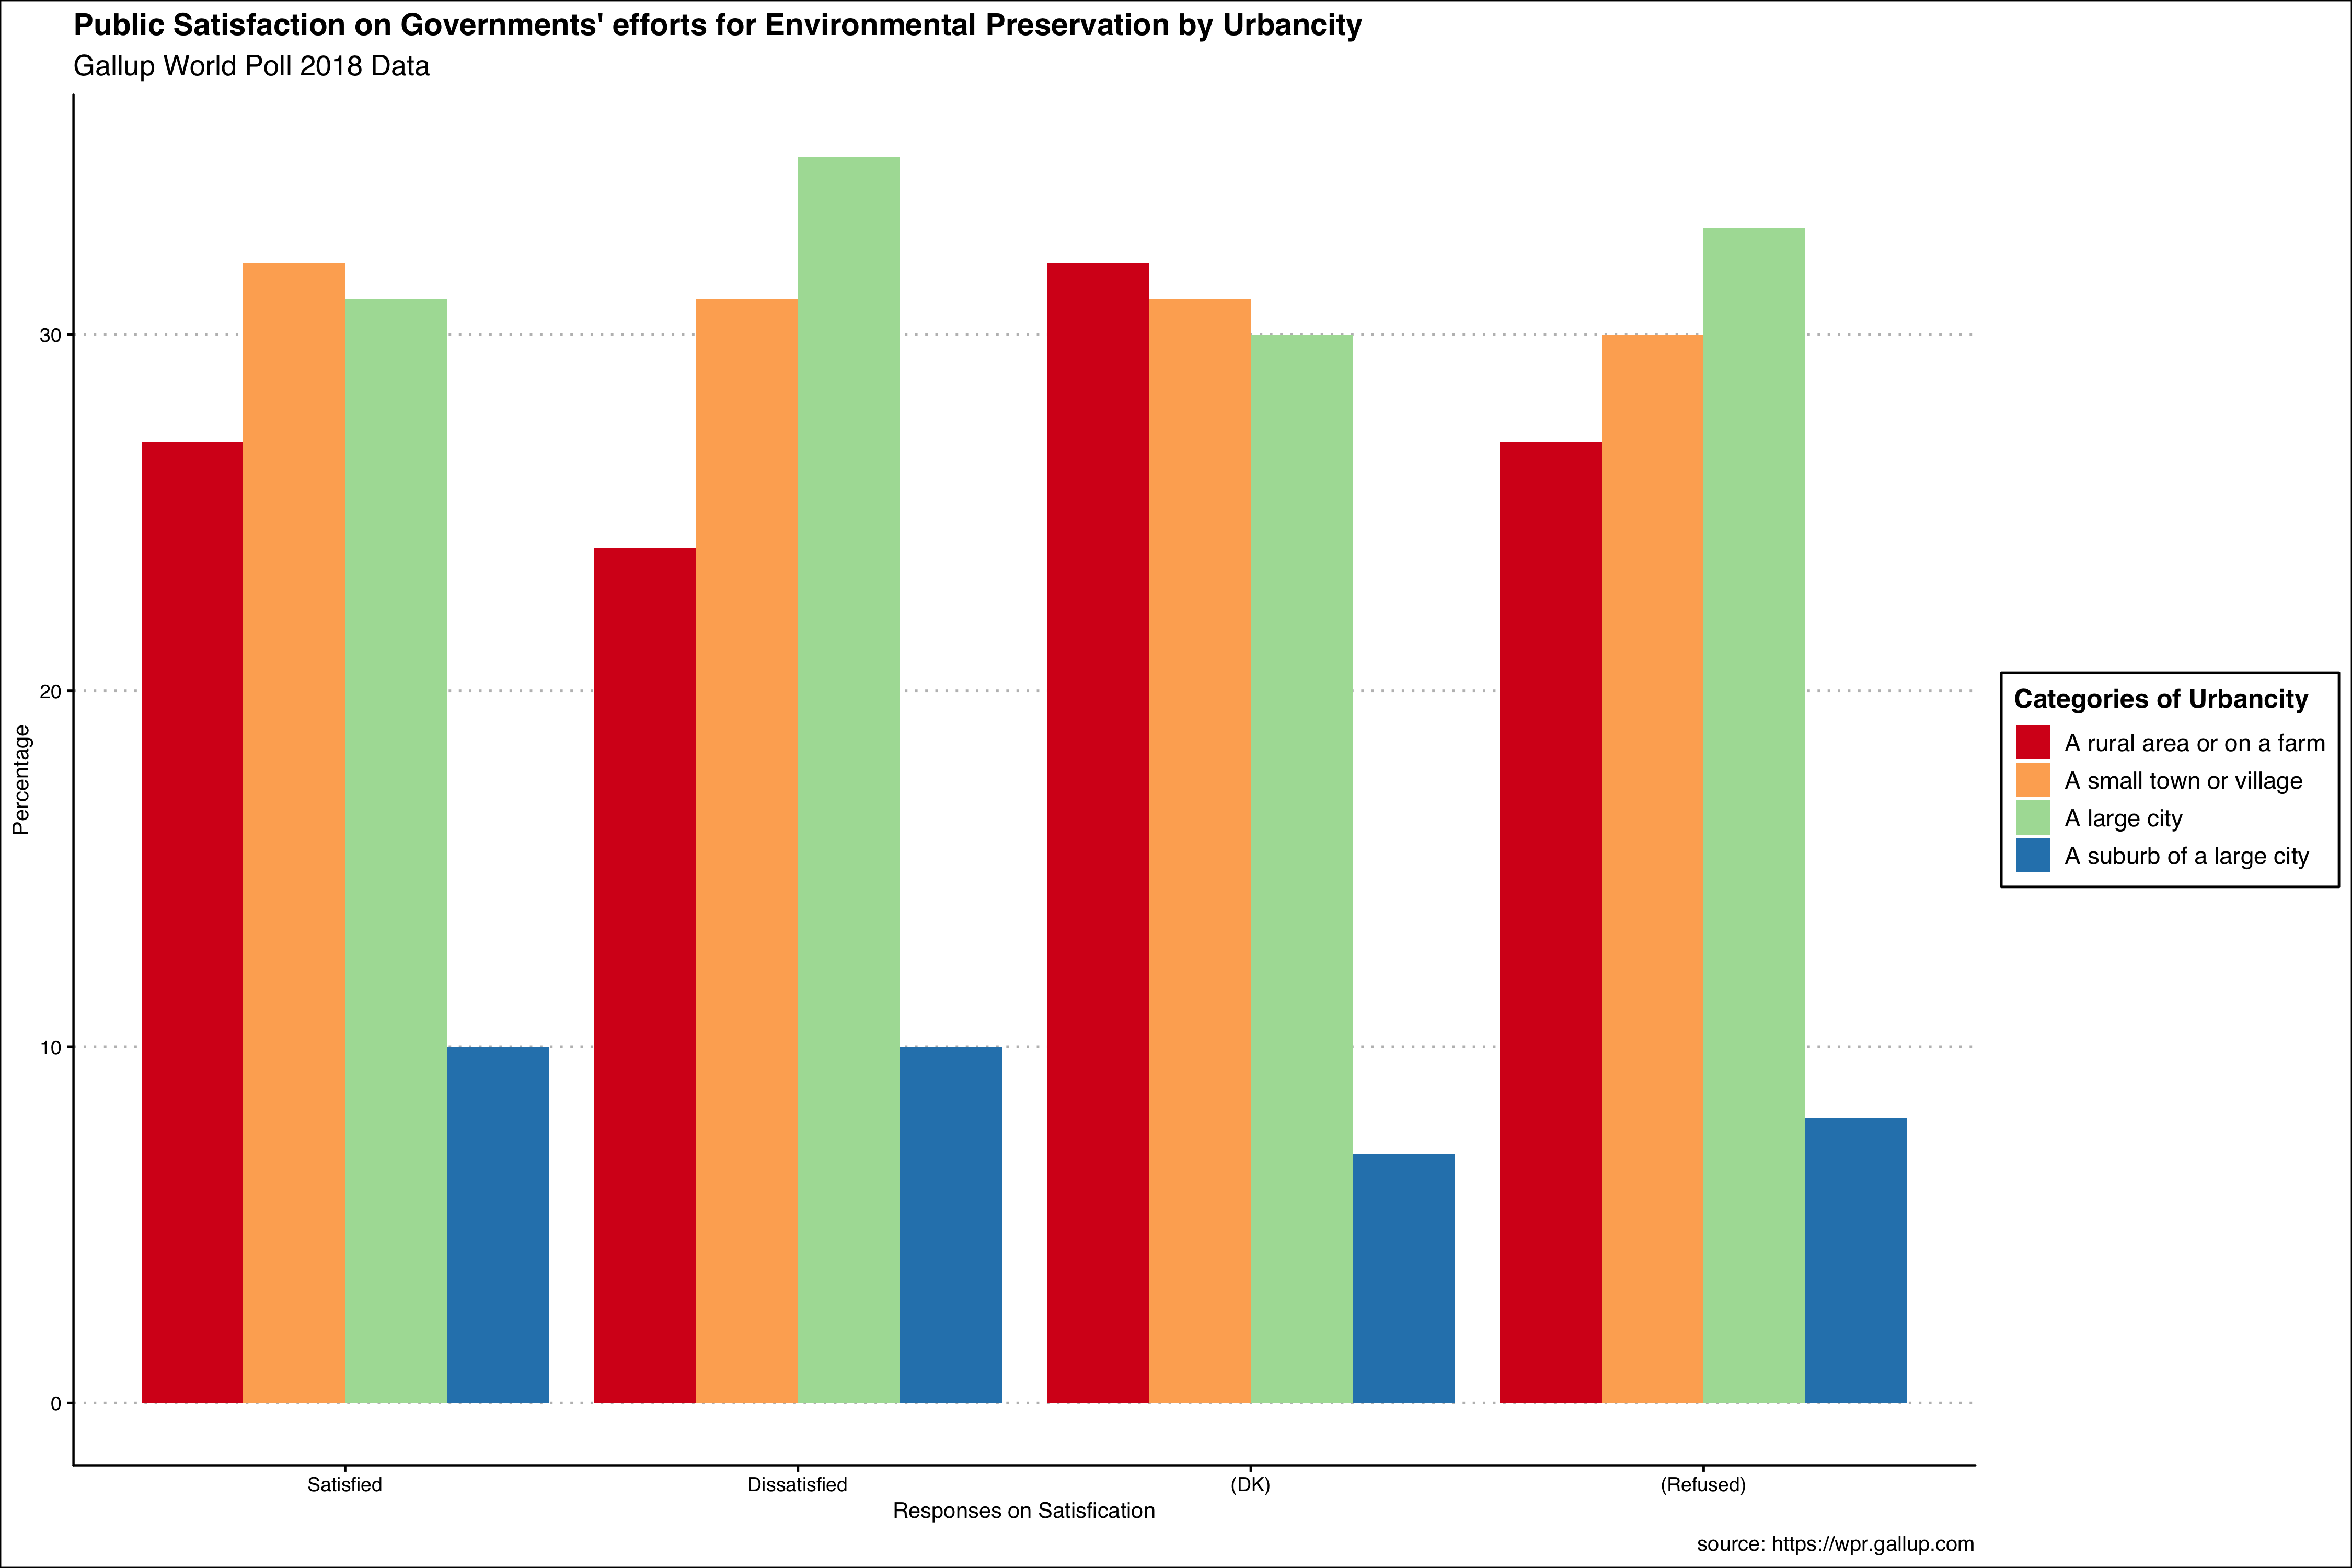 Public Satisfaction on Governments' efforts for Environmental Preservation by Urbancity
Gallup World Poll 2018 Data
Percentage
30
20
10
0
Satisfied
Dissatisfied
(DK)
(Refused)
Responses on Satisfication
Categories of Urbancity
A rural area or on a farm
A small town or village
A large city
A suburb of a large city
source: https://wpr.gallup.com